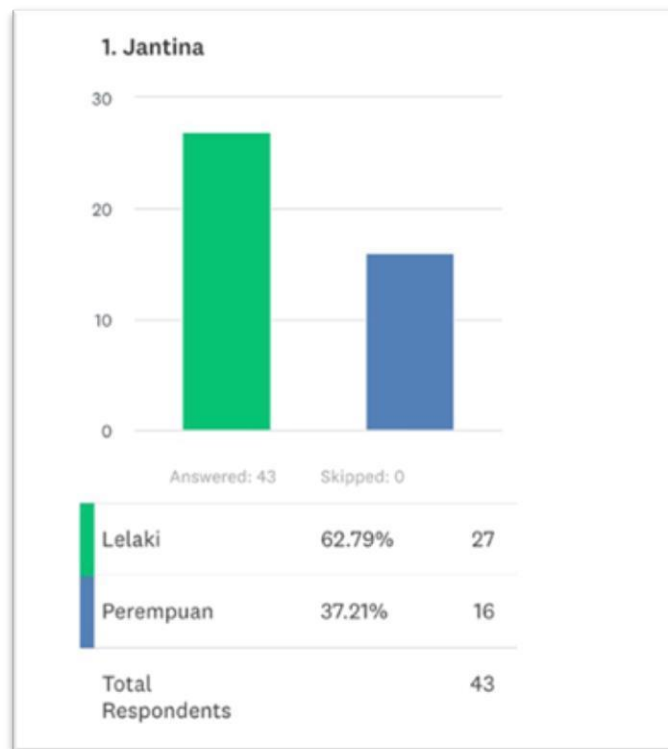 1. Jantina
30
20
10
0
Answered: 43 Skipped: 0
Lelaki 62.79% 27
Perempuan 37.21% 16
Total 43
Respondents